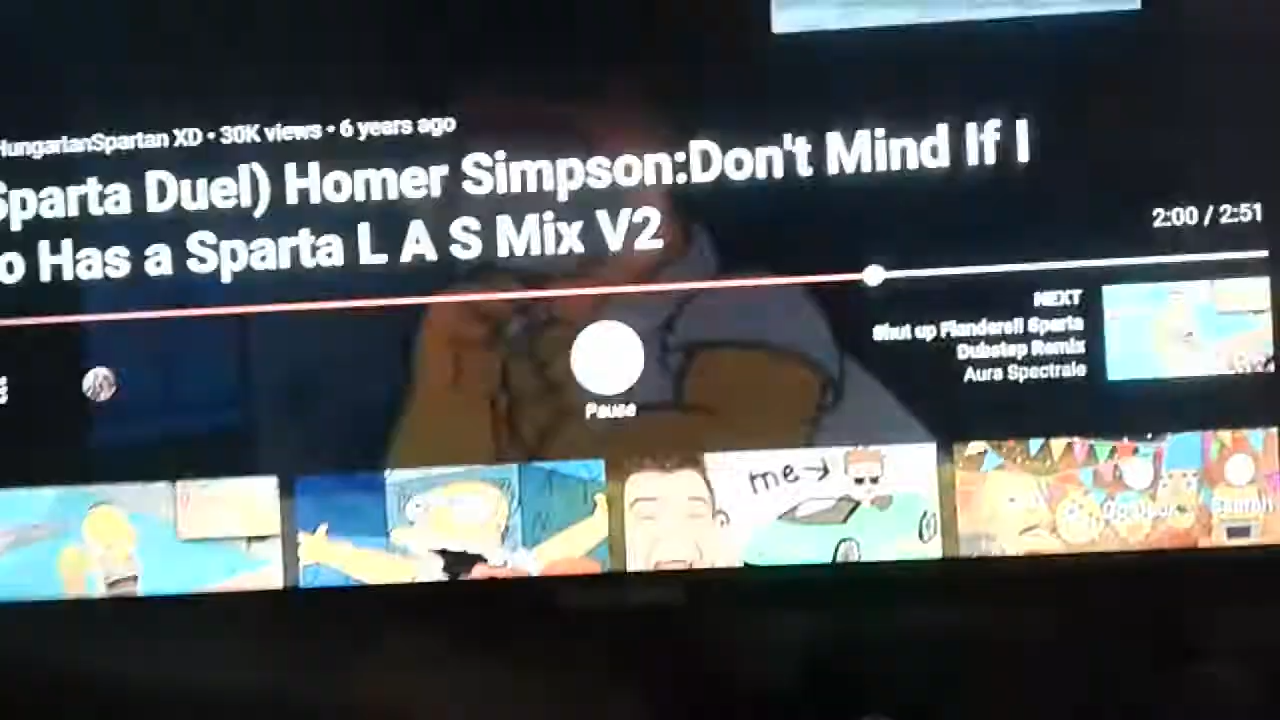 HungarianSpartan XD • 30K views • 6 years ago
Sparta Duel) Homer Simpson:Don't Mind If I
o Has a Sparta L A S Mix V2
2:00 / 2:51
NEXT
Shut up Flanders!! Sparta
Dubstep Remix
Aura Spectrale
Pause
me